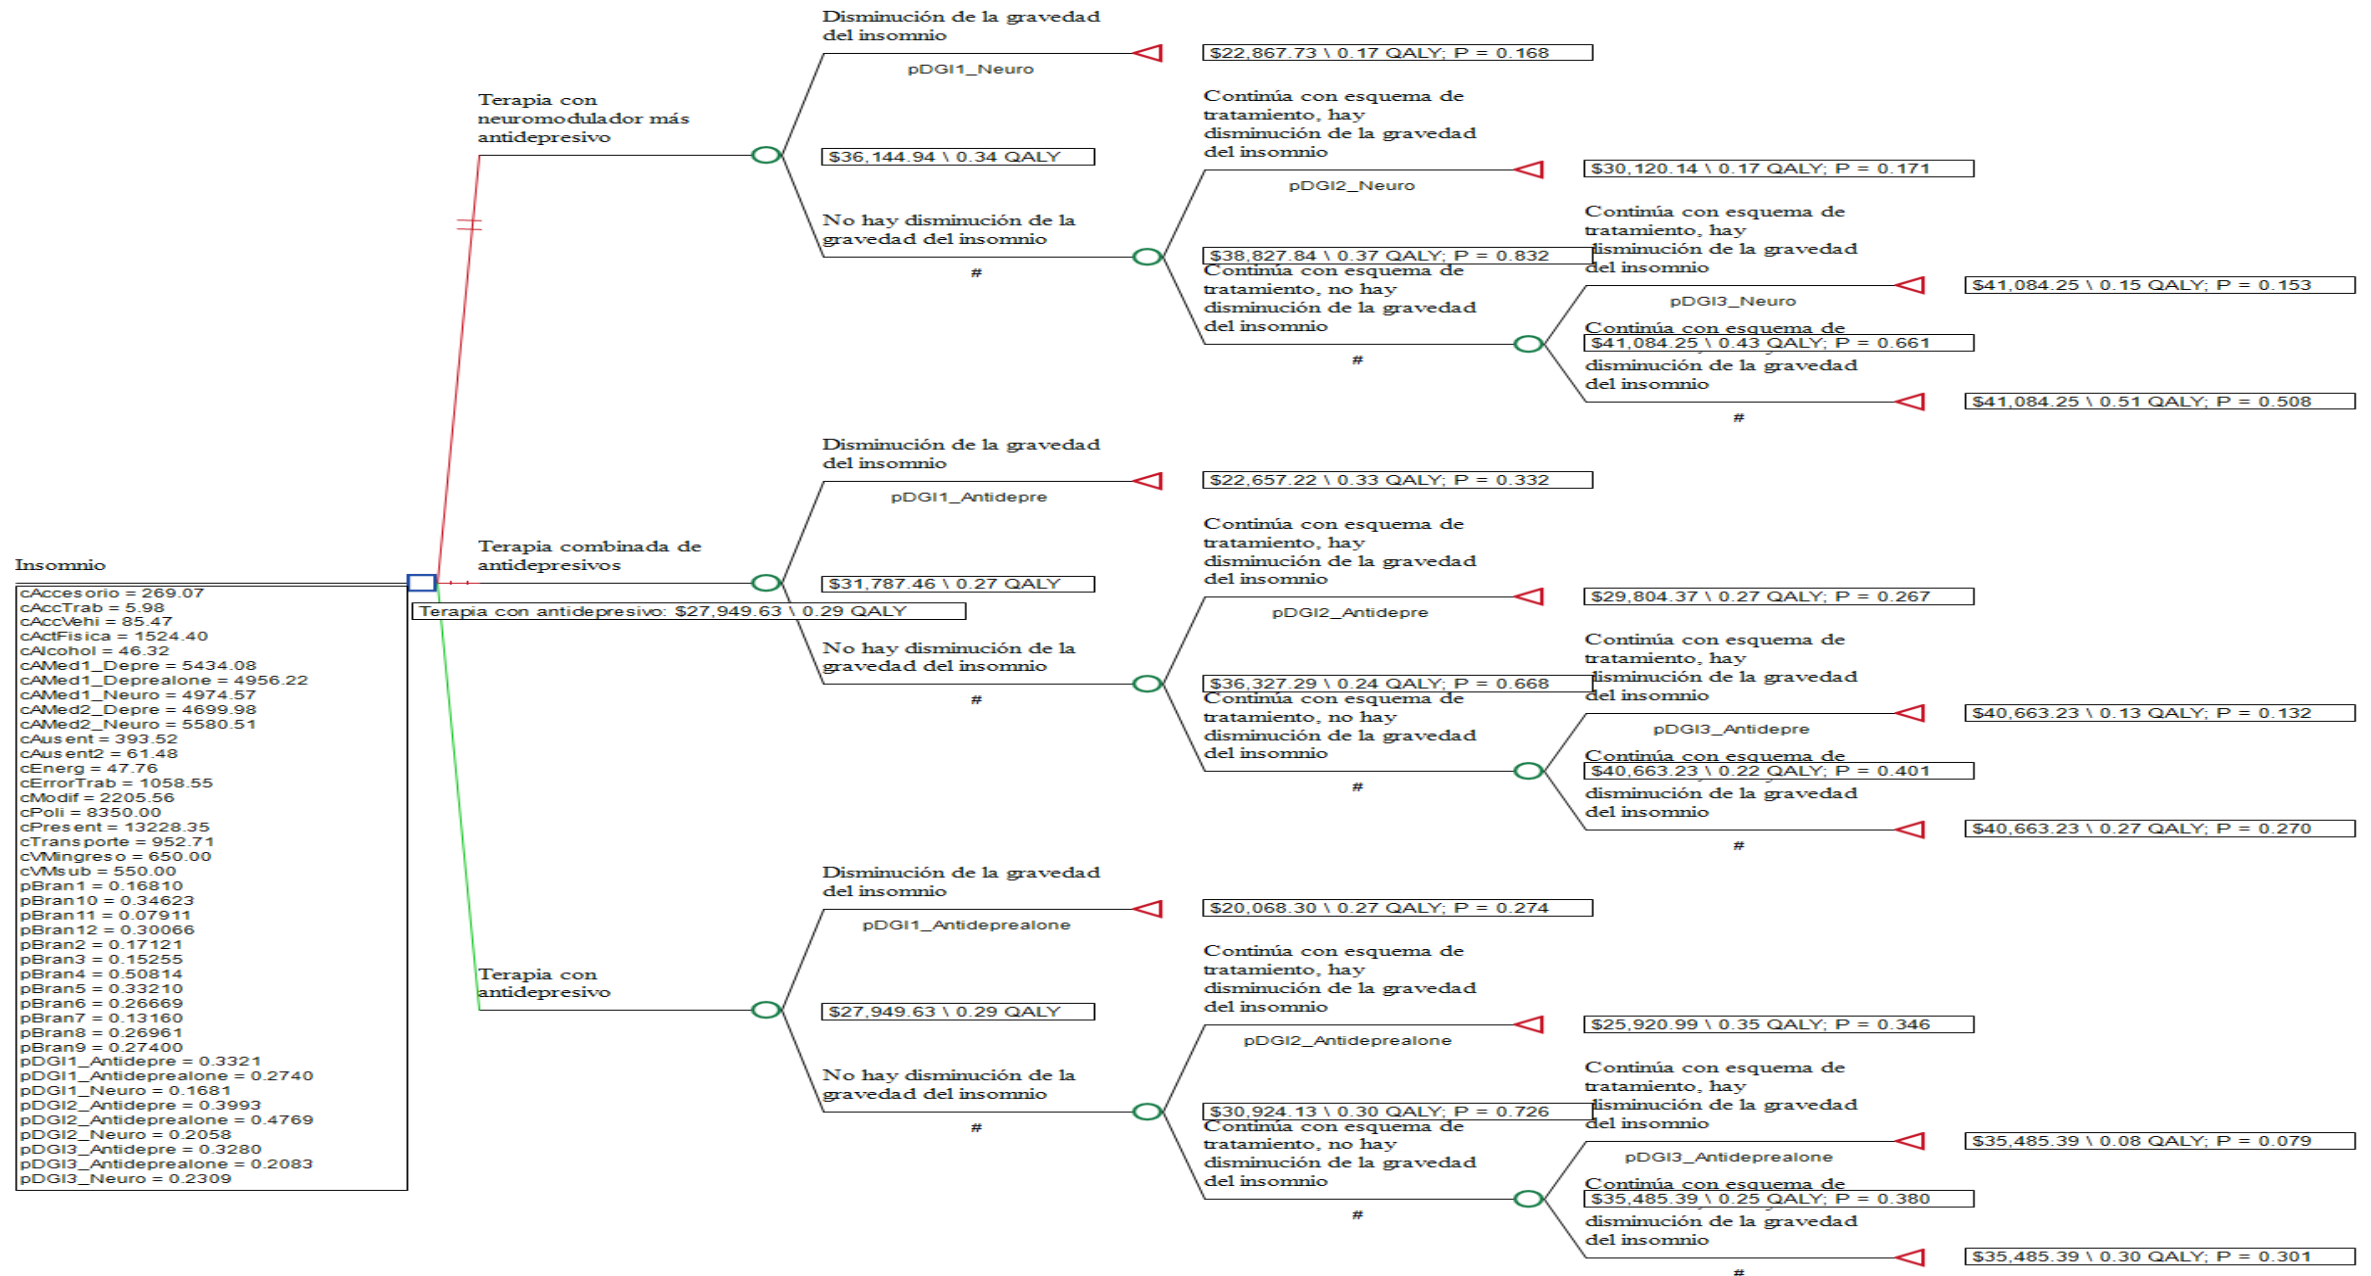 Insomnio
cAccesorio = 269.07
cAccTrab = 5.98
cAccVehi = 85.47
cActFisica = 1524.40
cAlcohol = 46.32
cAMed1_Depre = 5434.08
cAMed1_Deprealone = 4956.22
cAMed1_Neuro = 4974.57
cAMed2_Depre = 4699.98
cAMed2_Neuro = 5580.51
cAusent = 393.52
cAusent2 = 61.48
cEnerg = 47.76
cErrorTrab = 1058.55
cModif = 2205.56
cPoli = 8350.00
cPresent = 13228.35
cTransporte = 952.71
cVMingreso = 650.00
cVMsub = 550.00
pBran1 = 0.16810
pBran10 = 0.34623
pBran11 = 0.07911
pBran12 = 0.30066
pBran2 = 0.17121
pBran3 = 0.15255
pBran4 = 0.50814
pBran5 = 0.33210
pBran6 = 0.26669
pBran7 = 0.13160
pBran8 = 0.26961
pBran9 = 0.27400
pDGI1_Antidepre = 0.3321
pDGI1_Antideprealone = 0.2740
pDGI1_Neuro = 0.1681
pDGI2_Antidepre = 0.3993
pDGI2_Antideprealone = 0.4769
pDGI2_Neuro = 0.2058
pDGI3_Antidepre = 0.3280
pDGI3_Antideprealone = 0.2083
pDGI3_Neuro = 0.2309
Terapia con antidepresivo: $27,949.63 \ 0.29 QALY
Terapia con
neuromodulador más
antidepresivo
$36,144.94 \ 0.34 QALY
Disminución de la gravedad
del insomnio
pDGI1_Neuro
$22,867.73 \ 0.17 QALY; P = 0.168
No hay disminución de la
gravedad del insomnio
#
$38,827.84 \ 0.37 QALY; P = 0.832
Continúa con esquema de
tratamiento, hay
disminución de la gravedad
del insomnio
pDGI2_Neuro
$30,120.14 \ 0.17 QALY; P = 0.171
Continúa con esquema de
tratamiento, no hay
disminución de la gravedad
del insomnio
#
$41,084.25 \ 0.43 QALY; P = 0.661
Continúa con esquema de
tratamiento, hay
disminución de la gravedad
del insomnio
pDGI3_Neuro
$41,084.25 \ 0.15 QALY; P = 0.153
Continúa con esquema de
disminución de la gravedad
del insomnio
#
$41,084.25 \ 0.51 QALY; P = 0.508
Terapia combinada de
antidepresivos
$31,787.46 \ 0.27 QALY
Disminución de la gravedad
del insomnio
pDGI1_Antidepre
$22,657.22 \ 0.33 QALY; P = 0.332
No hay disminución de la
gravedad del insomnio
#
$36,327.29 \ 0.24 QALY; P = 0.668
Continúa con esquema de
tratamiento, hay
disminución de la gravedad
del insomnio
pDGI2_Antidepre
$29,804.37 \ 0.27 QALY; P = 0.267
Continúa con esquema de
tratamiento, no hay
disminución de la gravedad
del insomnio
#
$40,663.23 \ 0.22 QALY; P = 0.401
Continúa con esquema de
tratamiento, hay
disminución de la gravedad
del insomnio
pDGI3_Antidepre
$40,663.23 \ 0.13 QALY; P = 0.132
Continúa con esquema de
disminución de la gravedad
del insomnio
#
$40,663.23 \ 0.27 QALY; P = 0.270
Terapia con
antidepresivo
$27,949.63 \ 0.29 QALY
Disminución de la gravedad
del insomnio
pDGI1_Antideprealone
$20,068.30 \ 0.27 QALY; P = 0.274
No hay disminución de la
gravedad del insomnio
#
$30,924.13 \ 0.30 QALY; P = 0.726
Continúa con esquema de
tratamiento, hay
disminución de la gravedad
del insomnio
pDGI2_Antideprealone
$25,920.99 \ 0.35 QALY; P = 0.346
Continúa con esquema de
tratamiento, no hay
disminución de la gravedad
del insomnio
#
$35,485.39 \ 0.25 QALY; P = 0.380
Continúa con esquema de
tratamiento, hay
disminución de la gravedad
del insomnio
pDGI3_Antideprealone
$35,485.39 \ 0.08 QALY; P = 0.079
Continúa con esquema de
disminución de la gravedad
del insomnio
#
$35,485.39 \ 0.30 QALY; P = 0.301